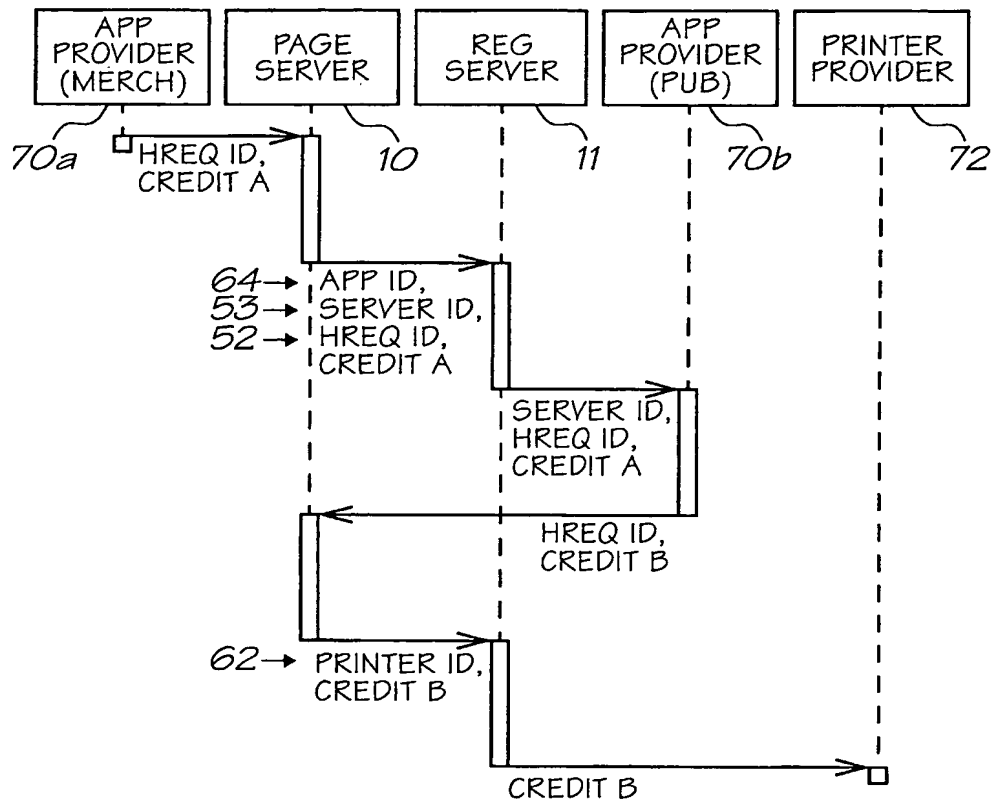 APP
PROVIDER
(MERCH)
PAGE
SERVER
REG
SERVER
APP
PROVIDER
(PUB)
PRINTER
PROVIDER
70a
10
11
70b
72
HREQ ID,
CREDIT A
64
APP ID,
53
SERVER ID,
52
HREQ ID,
CREDIT A
SERVER ID,
HREQ ID,
CREDIT A
HREQ ID,
CREDIT B
62
PRINTER ID,
CREDIT B
CREDIT B